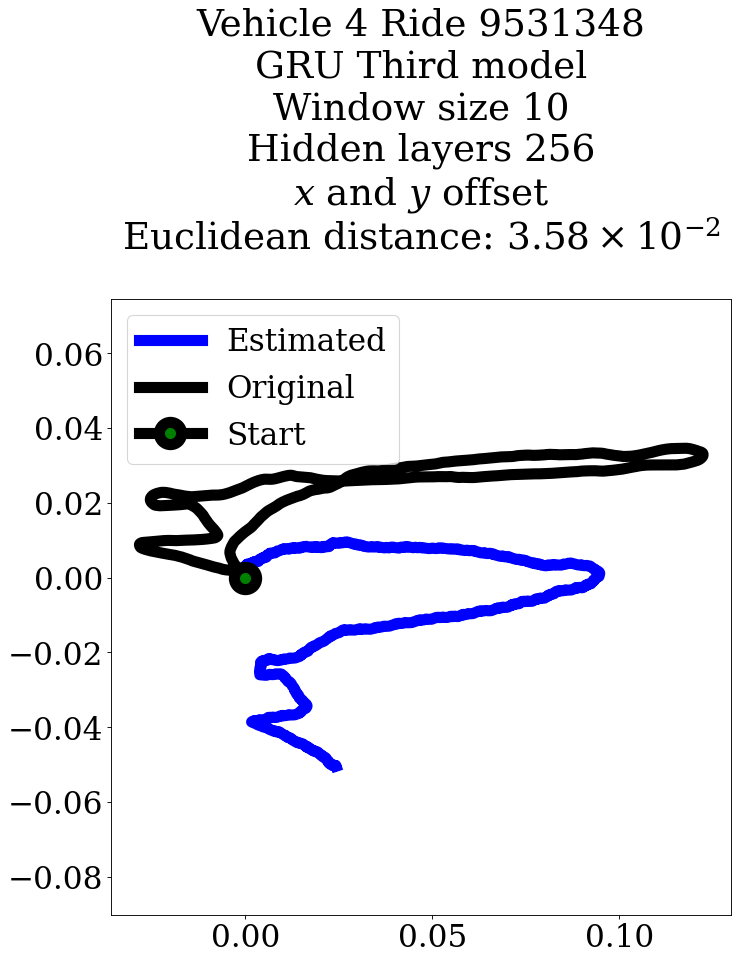 Vehicle 4 Ride 9531348
GRU Third model
Window size 10
Hidden layers 256
x and y offset
Euclidean distance: 3.58 × 10⁻²
Estimated
Original
Start
0.06
0.04
0.02
0.00
−0.02
−0.04
−0.06
−0.08
0.00 0.05 0.10